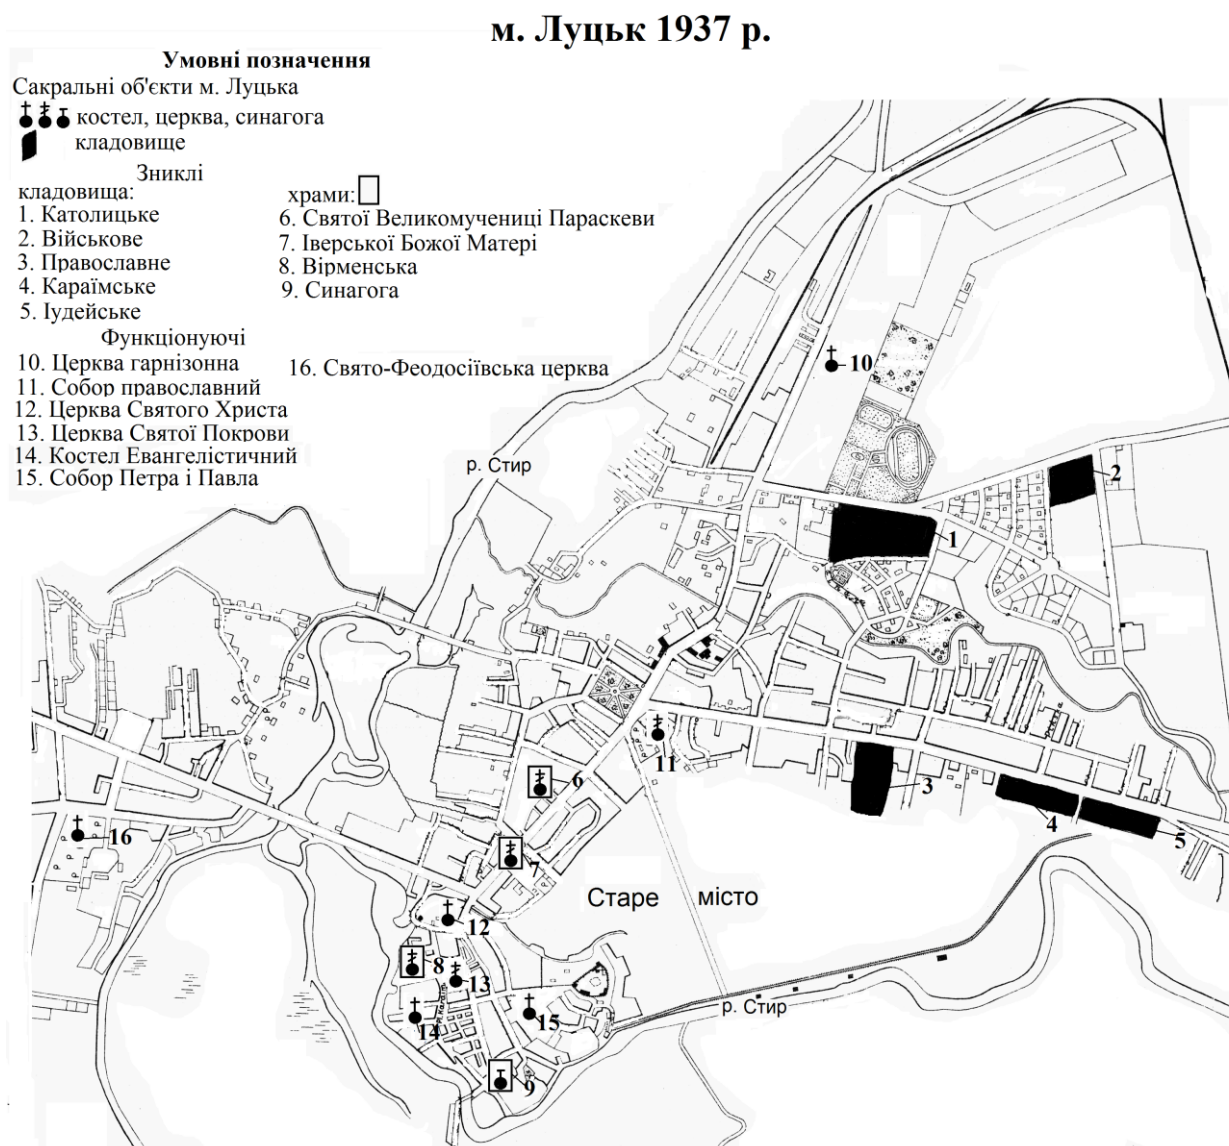 м. Луцьк 1937 р.
Умовні позначення
Сакральні об'єкти м. Луцька
костел, церква, синагога
кладовище
Зниклі
кладовища:
1. Католицьке
2. Військове
3. Православне
4. Караїмське
5. Іудейське
храми:
6. Святої Великомучениці Параскеви
7. Іверської Божої Матері
8. Вірменська
9. Синагога
Функціонуючі
10. Церква гарнізонна
11. Собор православний
12. Церква Святого Христа
13. Церква Святої Покрови
14. Костел Евангелістичний
15. Собор Петра і Павла
16. Свято-Феодосіївська церква
10
р. Стир
2
1
11
6
3
4
5
16
7
Старе місто
12
8
13
14
15
р. Стир
9